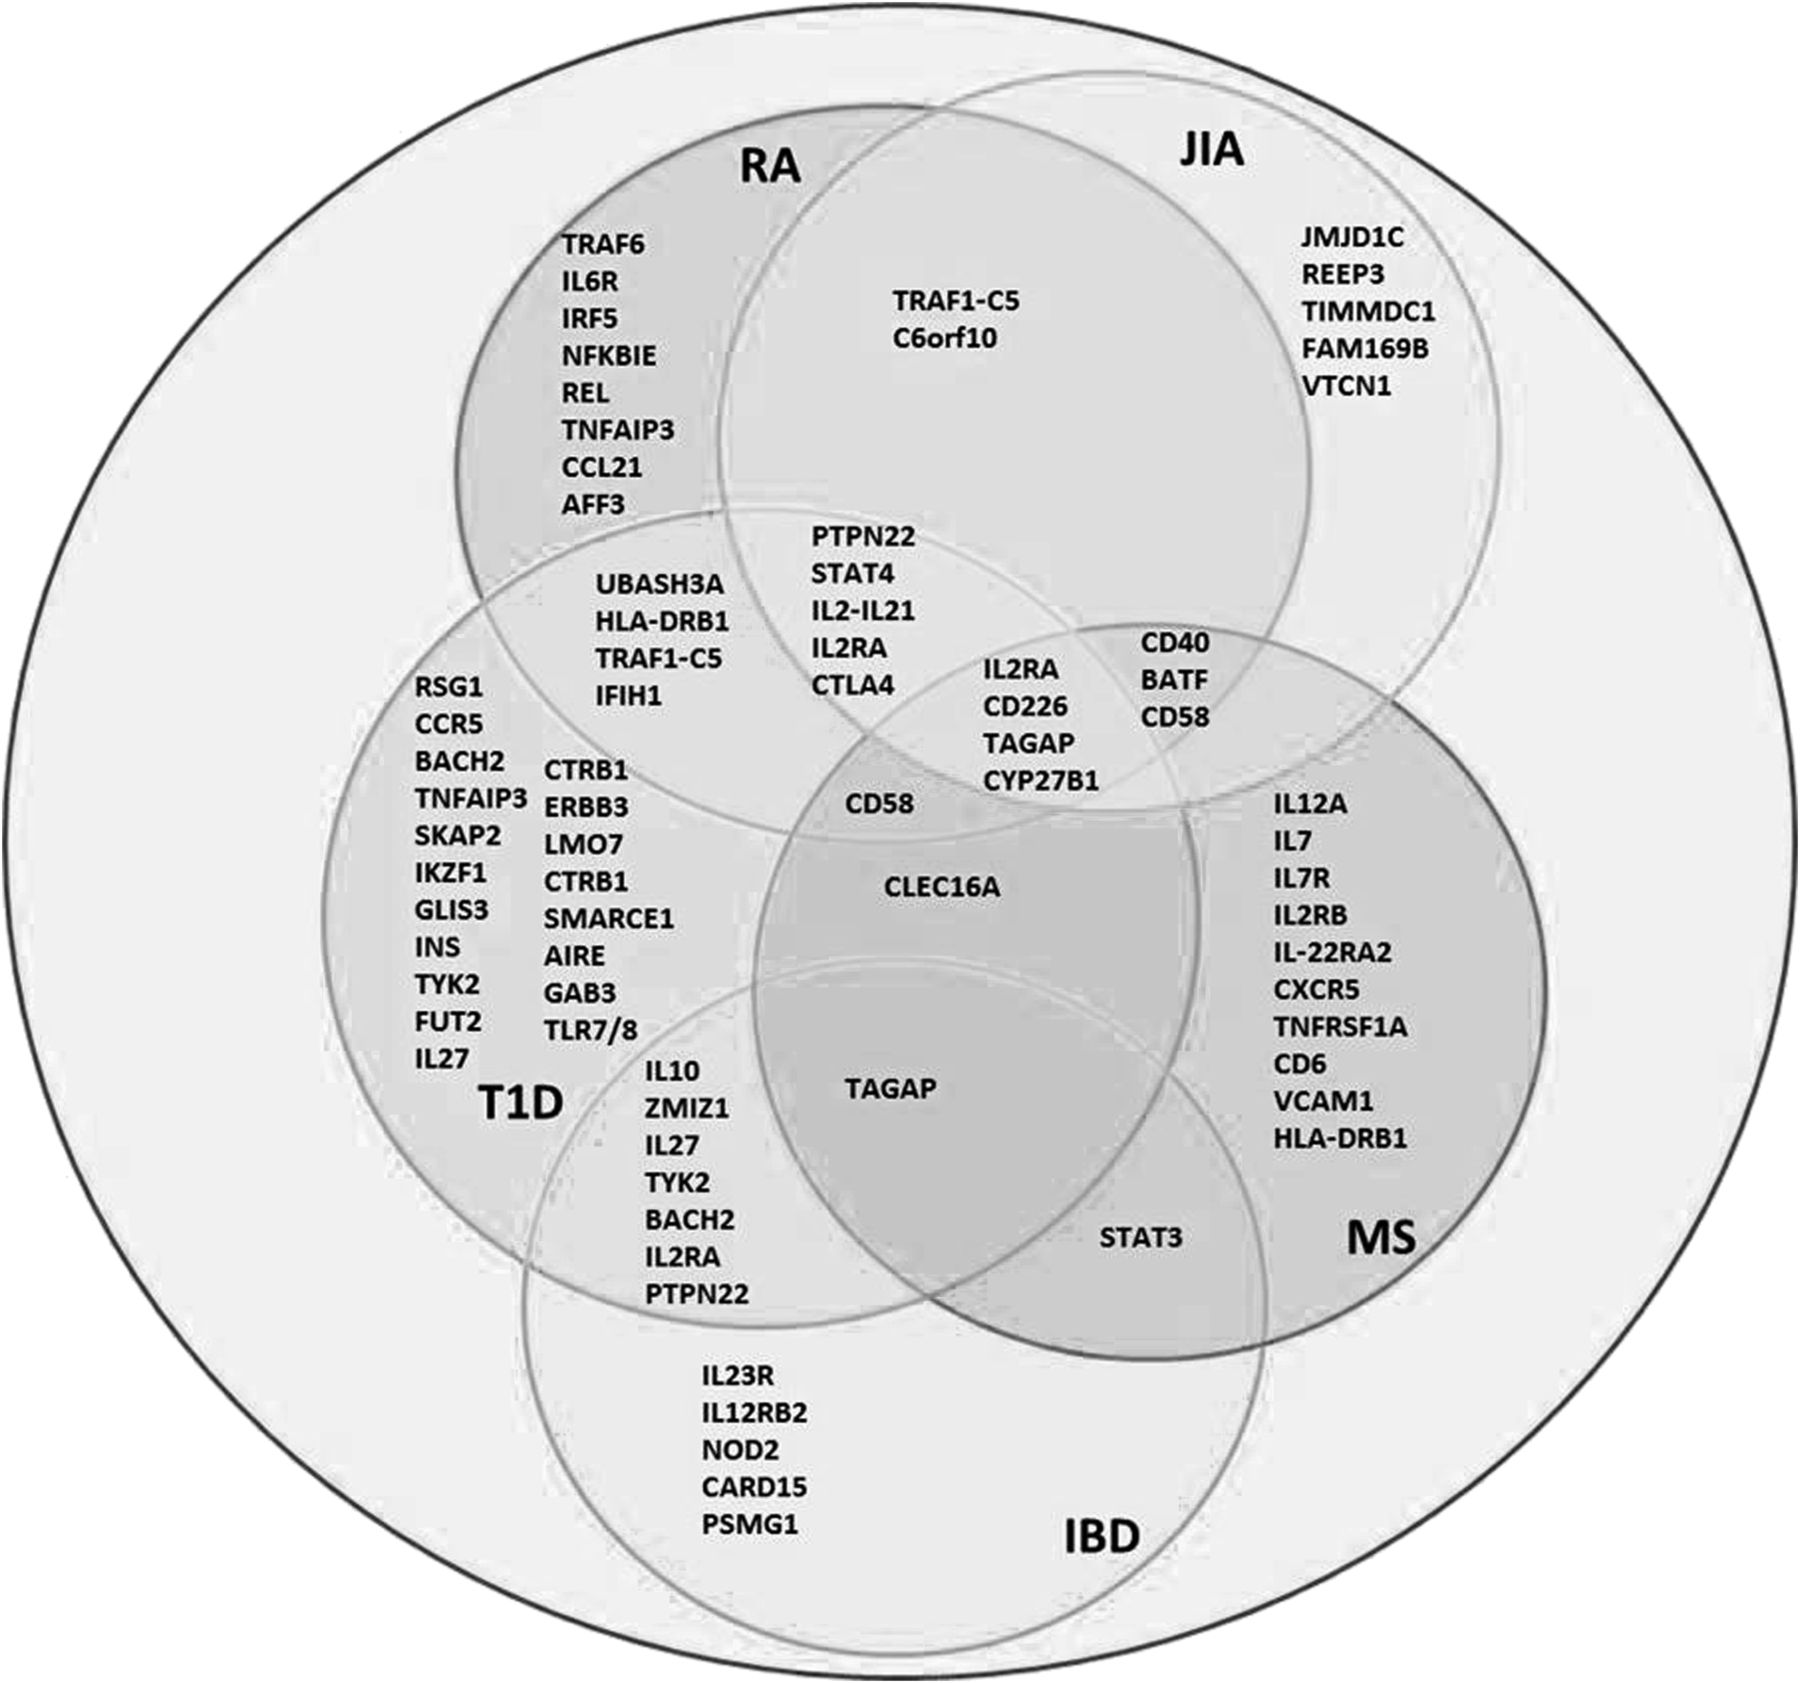 RA
JIA
TRAF6
IL6R
IRF5
NFKBIE
REL
TNFAIP3
CCL21
AFF3
TRAF1-C5
C6orf10
JMJD1C
REEP3
TIMMDC1
FAM169B
VTCN1
UBASH3A
HLA-DRB1
TRAF1-C5
IFIH1
PTPN22
STAT4
IL2-IL21
IL2RA
CTLA4
IL2RA
CD226
TAGAP
CYP27B1
CD40
BATF
CD58
RSG1
CCR5
BACH2
TNFAIP3
SKAP2
IKZF1
GLIS3
INS
TYK2
FUT2
IL27
CTRB1
ERBB3
LMO7
CTRB1
SMARCE1
AIRE
GAB3
TLR7/8
T1D
CD58
CLEC16A
TAGAP
IL12A
IL7
IL7R
IL2RB
IL-22RA2
CXCR5
TNFRSF1A
CD6
VCAM1
HLA-DRB1
MS
IL10
ZMIZ1
IL27
TYK2
BACH2
IL2RA
PTPN22
STAT3
IL23R
IL12RB2
NOD2
CARD15
PSMG1
IBD